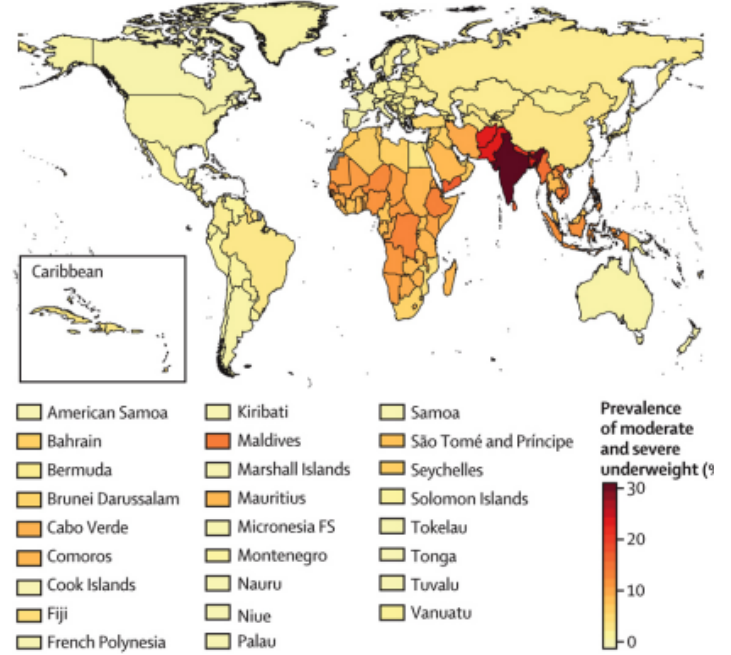 Caribbean
American Samoa
Bahrain
Bermuda
Brunei Darussalam
Cabo Verde
Comoros
Cook Islands
Fiji
French Polynesia
Kiribati
Maldives
Marshall Islands
Mauritius
Micronesia FS
Montenegro
Nauru
Niue
Palau
Samoa
São Tomé and Príncipe
Seychelles
Solomon Islands
Tokelau
Tonga
Tuvalu
Vanuatu
Prevalence
of moderate
and severe
underweight (%
30
20
10
0